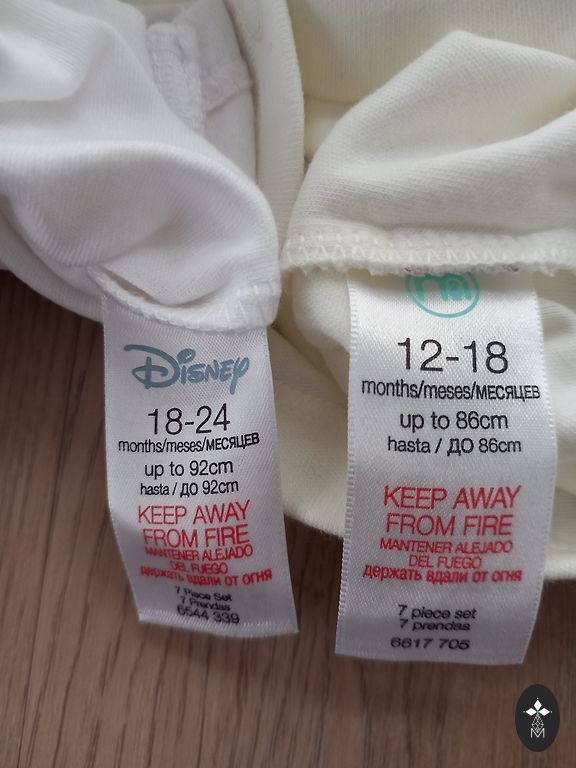 Disney
18-24
months/meses/МЕСЯЦЕВ
up to 92cm
hasta / ДО 92cm
KEEP AWAY
FROM FIRE
MANTENER ALEJADO
DEL FUEGO
держать вдали от огня
7 Piece Set
7 Prendas
6544 339
12-18
months/meses/МЕСЯЦЕВ
up to 86cm
hasta / ДО 86cm
KEEP AWAY
FROM FIRE
MANTENER ALEJADO
DEL FUEGO
держать вдали от огня
7 piece set
7 prendas
6617 705
M